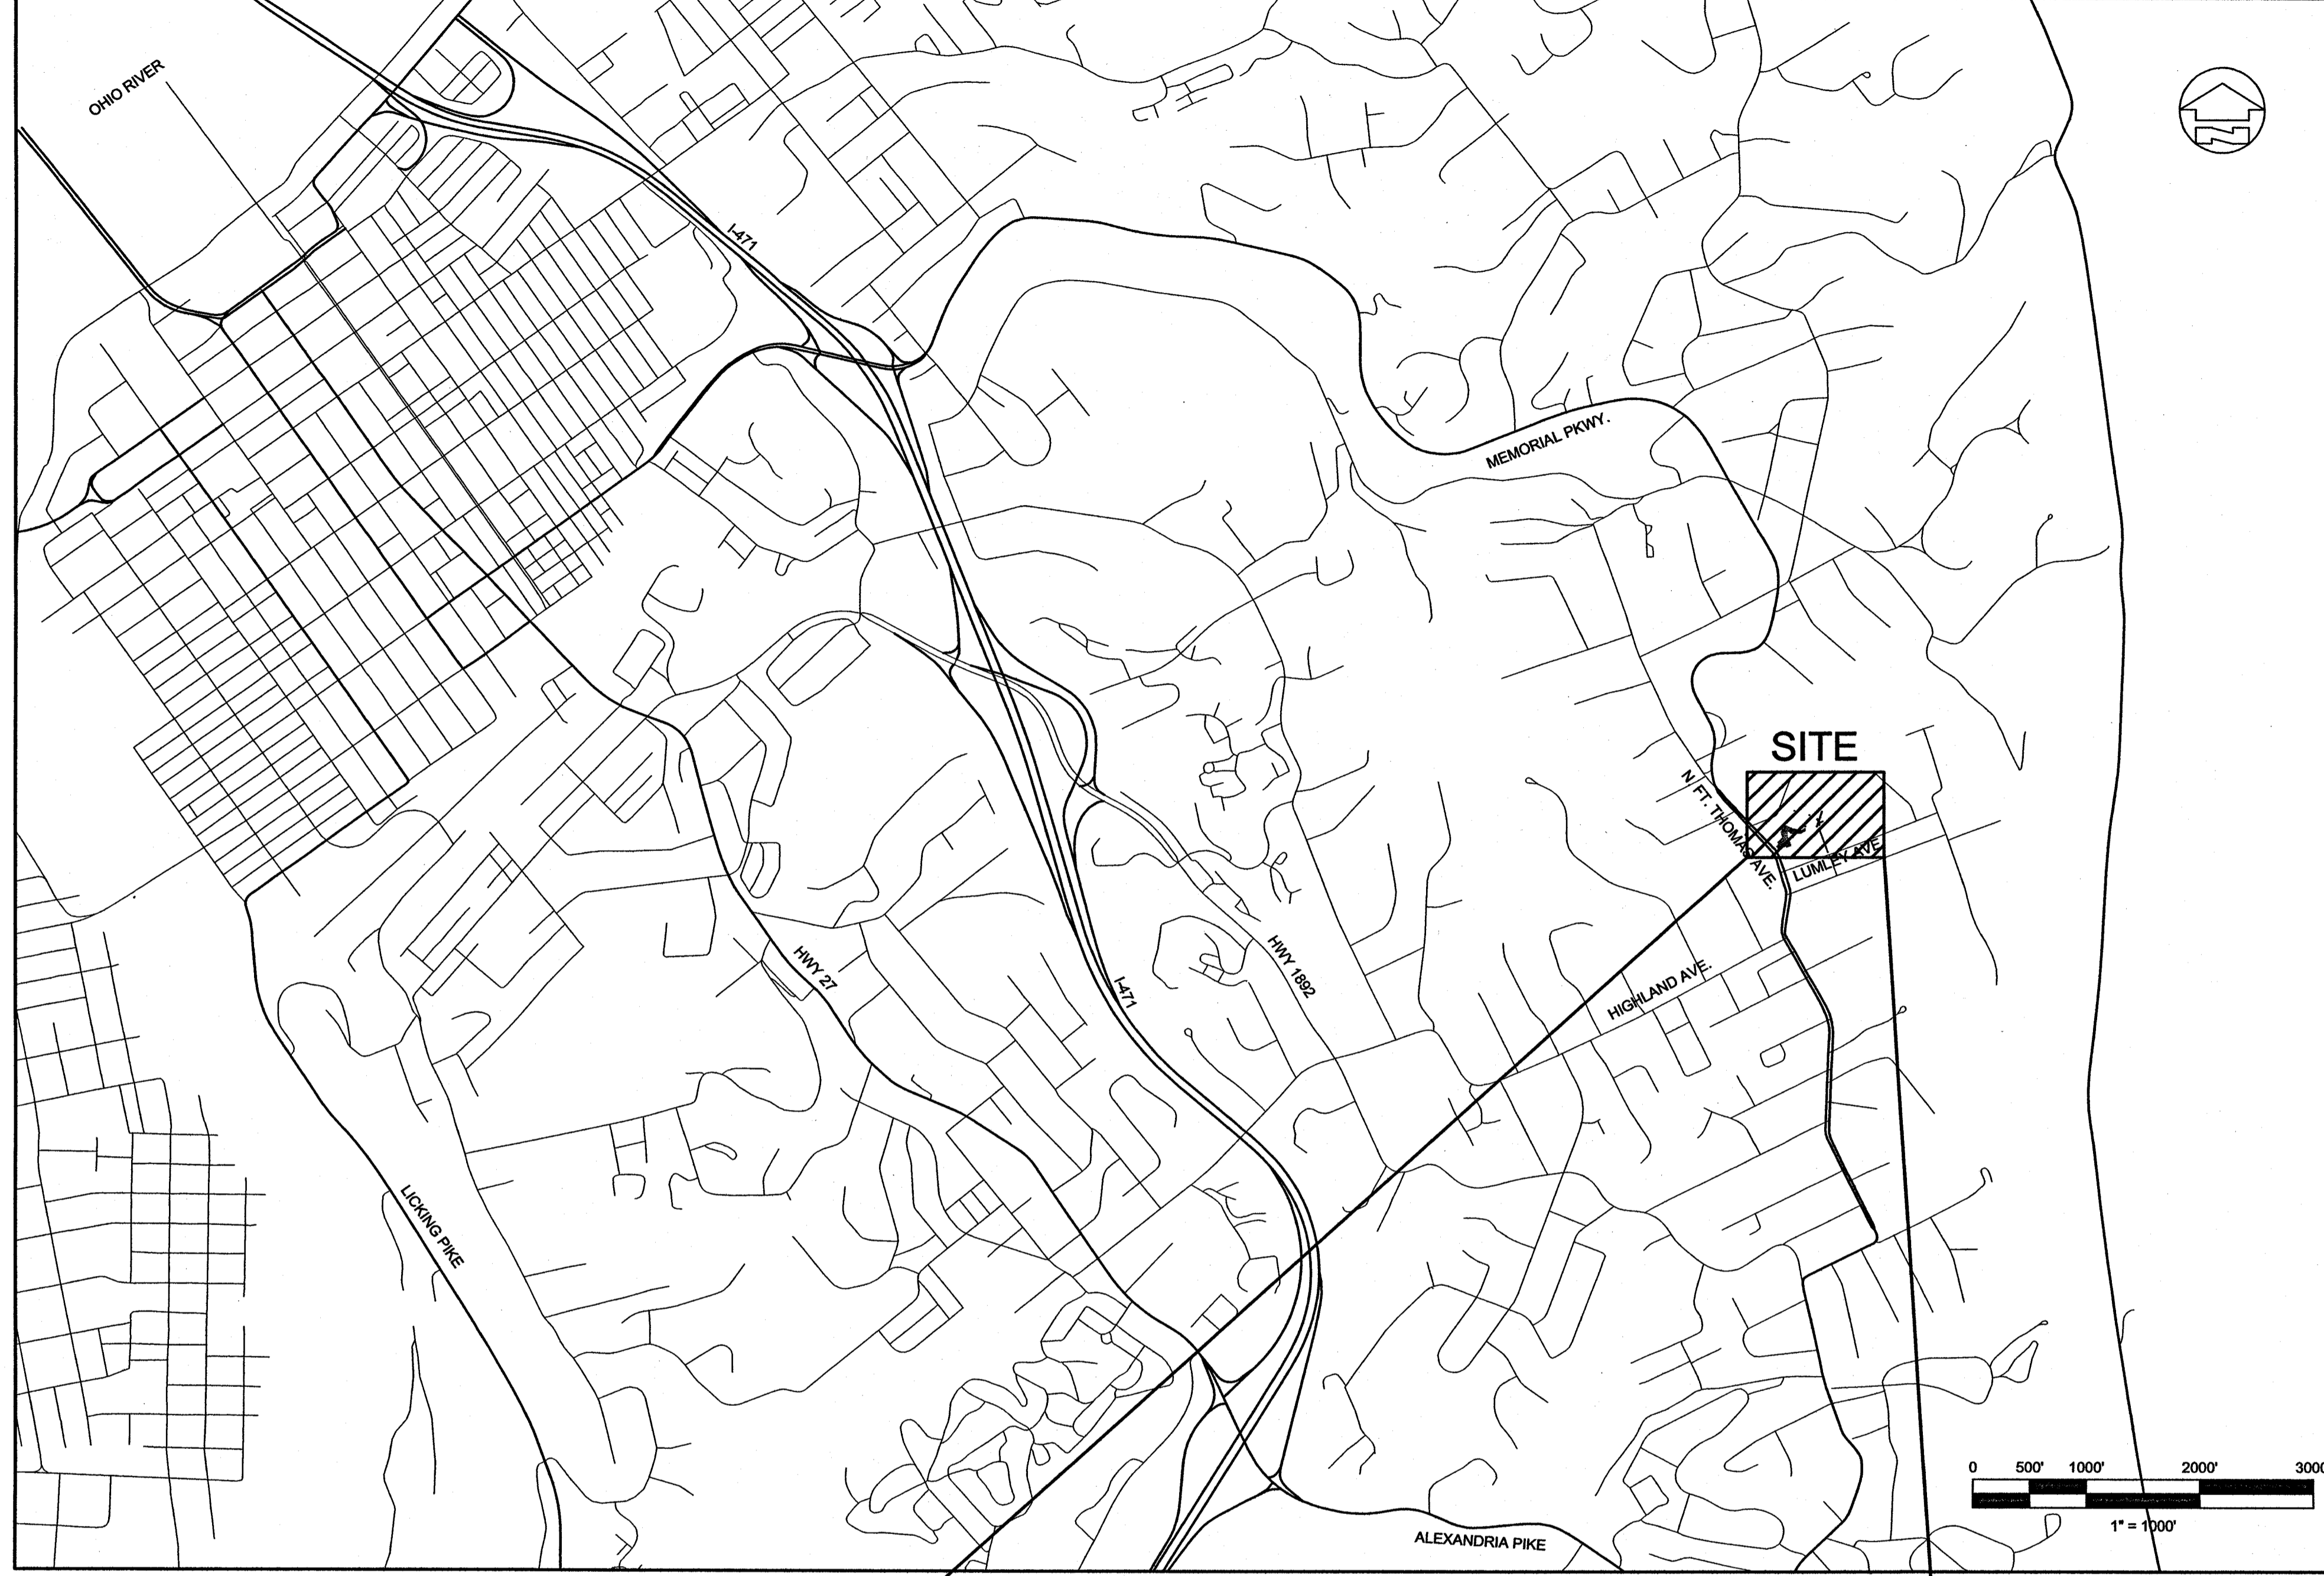 OHIO RIVER
I-471
MEMORIAL PKWY.
SITE
N. FT. THOMAS AVE.
LUMLEY AVE.
HWY 27
I-471
HWY 1892
HIGHLAND AVE.
LICKING PIKE
0 500' 1000' 2000' 3000
1" = 1000'
ALEXANDRIA PIKE
N